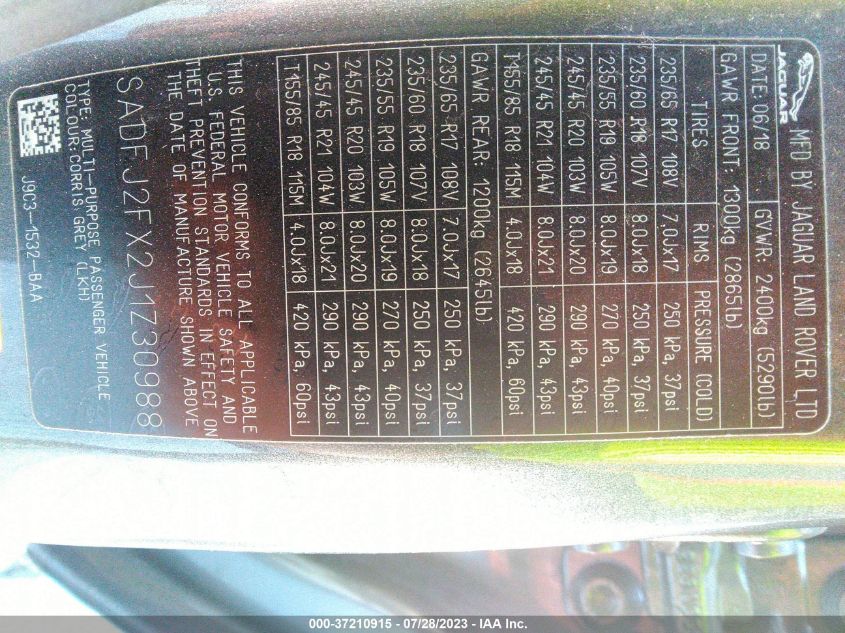 JAGUAR
MFD BY JAGUAR LAND ROVER LTD
DATE: 06/18 GVWR: 2400kg (5290lb)
GAWR FRONT: 1300kg (2865lb)
TIRES RIMS PRESSURE (COLD)
235/65 R17 108V 7.0Jx17 250 kPa, 37psi
235/60 R18 107V 8.0Jx18 250 kPa, 37psi
235/55 R19 105W 8.0Jx19 270 kPa, 40psi
245/45 R20 103W 8.0Jx20 290 kPa, 43psi
245/45 R21 104W 8.0Jx21 290 kPa, 43psi
T155/85 R18 115M 4.0Jx18 420 kPa, 60psi
GAWR REAR: 1200kg (2645lb)
235/65 R17 108V 7.0Jx17 250 kPa, 37psi
235/60 R18 107V 8.0Jx18 250 kPa, 37psi
235/55 R19 105W 8.0Jx19 270 kPa, 40psi
245/45 R20 103W 8.0Jx20 290 kPa, 43psi
245/45 R21 104W 8.0Jx21 290 kPa, 43psi
T155/85 R18 115M 4.0Jx18 420 kPa, 60psi
THIS VEHICLE CONFORMS TO ALL APPLICABLE
U.S. FEDERAL MOTOR VEHICLE SAFETY AND
THEFT PREVENTION STANDARDS IN EFFECT ON
THE DATE OF MANUFACTURE SHOWN ABOVE
SADFJ2FX2J1Z30988
TYPE: MULTI-PURPOSE PASSENGER VEHICLE
COLOUR: CORRIS GREY (LKH)
J9C3-1532-BAA
000-37210915 - 07/28/2023 - IAA Inc.